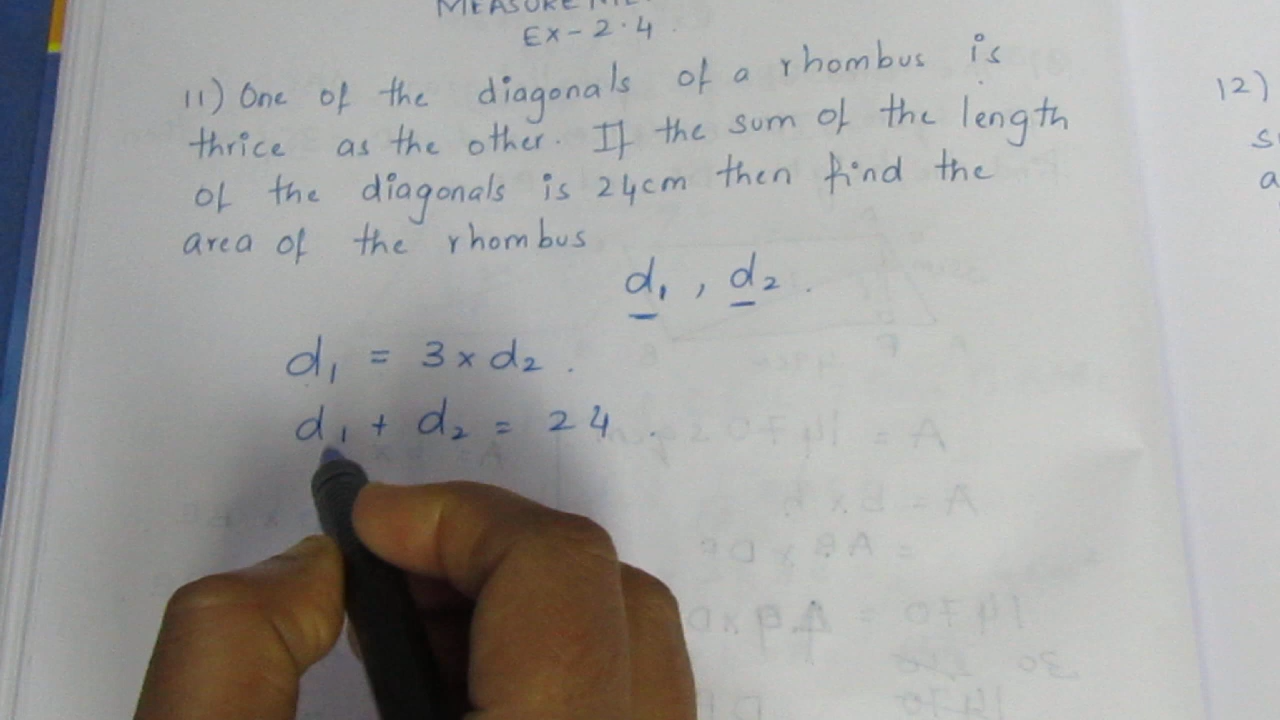 Ex-2.4
11) One of the diagonals of a rhombus is
thrice as the other. If the sum of the length
of the diagonals is 24cm then find the
area of the rhombus
d₁, d₂.
d₁ = 3 x d₂.
d₁ + d₂ = 24.
12)